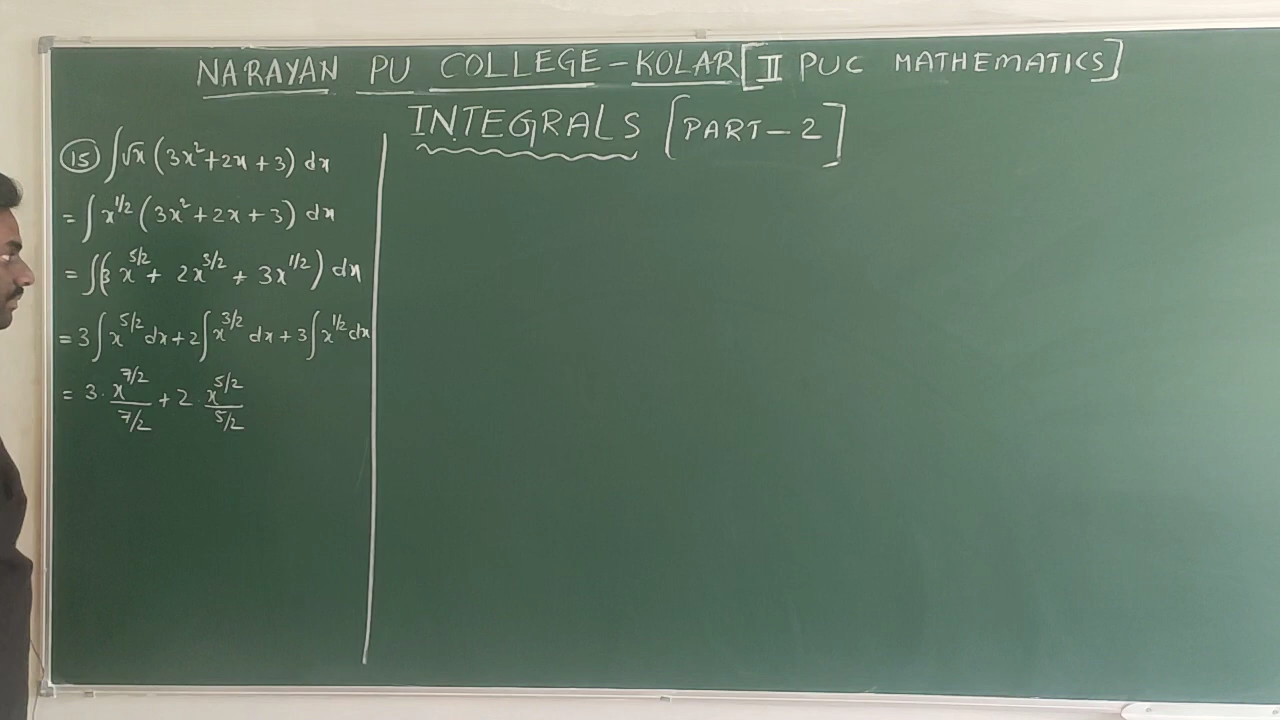 NARAYAN PU COLLEGE - KOLAR [II PUC MATHEMATICS]
INTEGRALS [PART - 2]
(15) ∫√x (3x² + 2x + 3) dx
= ∫ x^1/2 (3x² + 2x + 3) dx
= ∫(3 x^5/2 + 2x^3/2 + 3x^1/2) dx
= 3∫x^5/2 dx + 2∫x^3/2 dx + 3∫x^1/2 dx
= 3 · x^7/2 / 7/2 + 2 · x^5/2 / 5/2